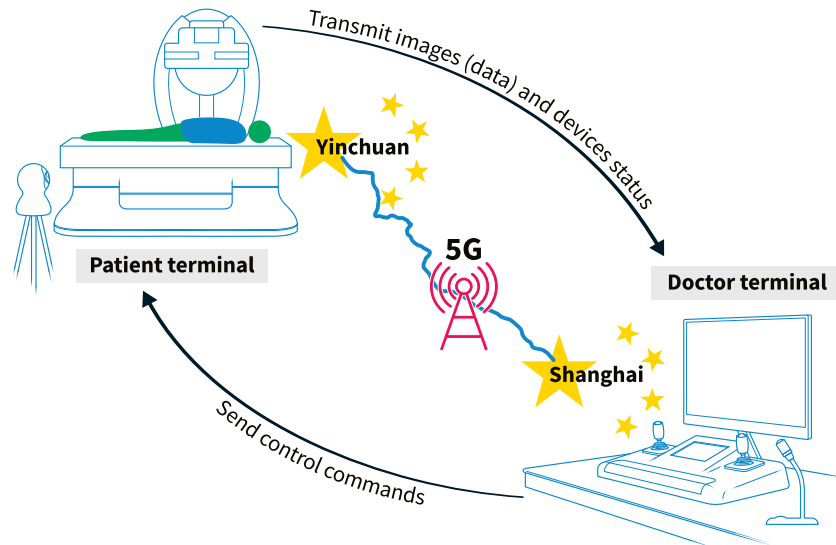 Transmit images (data) and devices status
Yinchuan
5G
Patient terminal
Doctor terminal
Shanghai
Send control commands